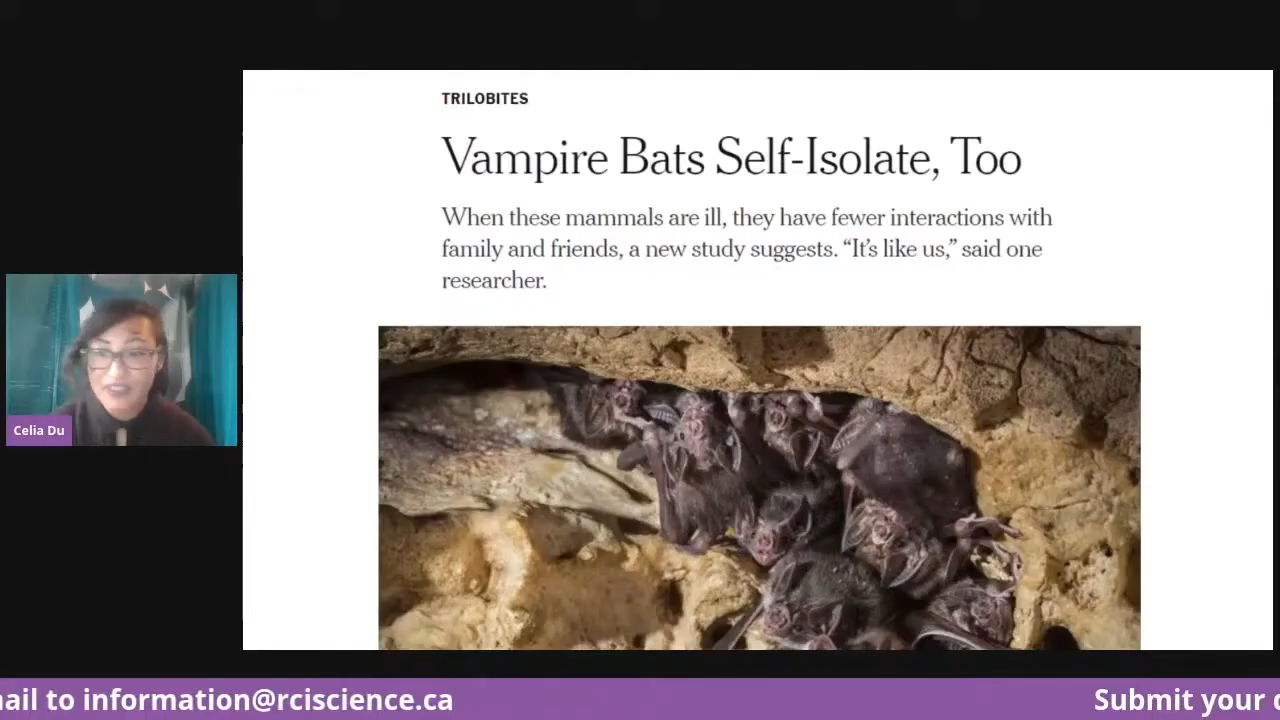 TRILOBITES
Vampire Bats Self-Isolate, Too
When these mammals are ill, they have fewer interactions with
family and friends, a new study suggests. “It’s like us,” said one
researcher.
Celia Du
to information@rciscience.ca
Submit your